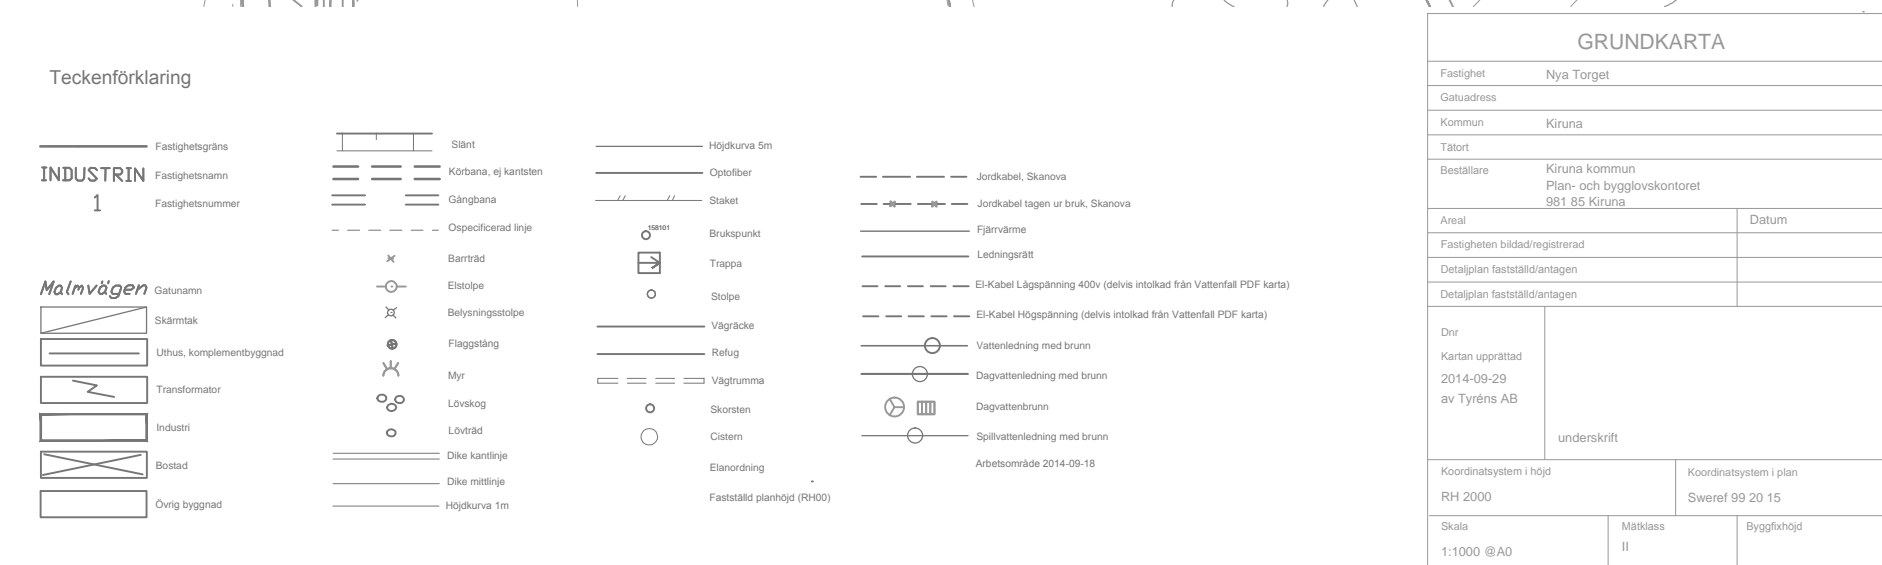 Teckenförklaring
Fastighetsgräns
INDUSTRIN Fastighetsnamn
1 Fastighetsnummer
Malmvägen Gatunamn
Skärmtak
Uthus, komplementbyggnad
Transformator
Industri
Bostad
Övrig byggnad
Slänt
Körbana, ej kantsten
Gångbana
Ospecificerad linje
Barrträd
Elstolpe
Belysningsstolpe
Flaggstång
Myr
Lövskog
Lövträd
Dike kantlinje
Dike mittlinje
Höjdkurva 1m
Höjdkurva 5m
Optofiber
Staket
158101 Brukspunkt
Trappa
Stolpe
Vägräcke
Refug
Vägtrumma
Skorsten
Cistern
Elanordning
Fastställd planhöjd (RH00)
Jordkabel, Skanova
Jordkabel tagen ur bruk, Skanova
Fjärrvärme
Ledningsrätt
El-Kabel Lågspänning 400v (delvis intolkad från Vattenfall PDF karta)
El-Kabel Högspänning (delvis intolkad från Vattenfall PDF karta)
Vattenledning med brunn
Dagvattenledning med brunn
Dagvattenbrunn
Spillvattenledning med brunn
Arbetsområde 2014-09-18
GRUNDKARTA
Fastighet Nya Torget
Gatuadress
Kommun Kiruna
Tätort
Beställare Kiruna kommun
Plan- och bygglovskontoret
981 85 Kiruna
Areal Datum
Fastigheten bildad/registrerad
Detaljplan fastställd/antagen
Detaljplan fastställd/antagen
Dnr
Kartan upprättad
2014-09-29
av Tyréns AB
underskrift
Koordinatsystem i höjd Koordinatsystem i plan
RH 2000 Sweref 99 20 15
Skala Mätklass Byggfixhöjd
1:1000 @A0 II